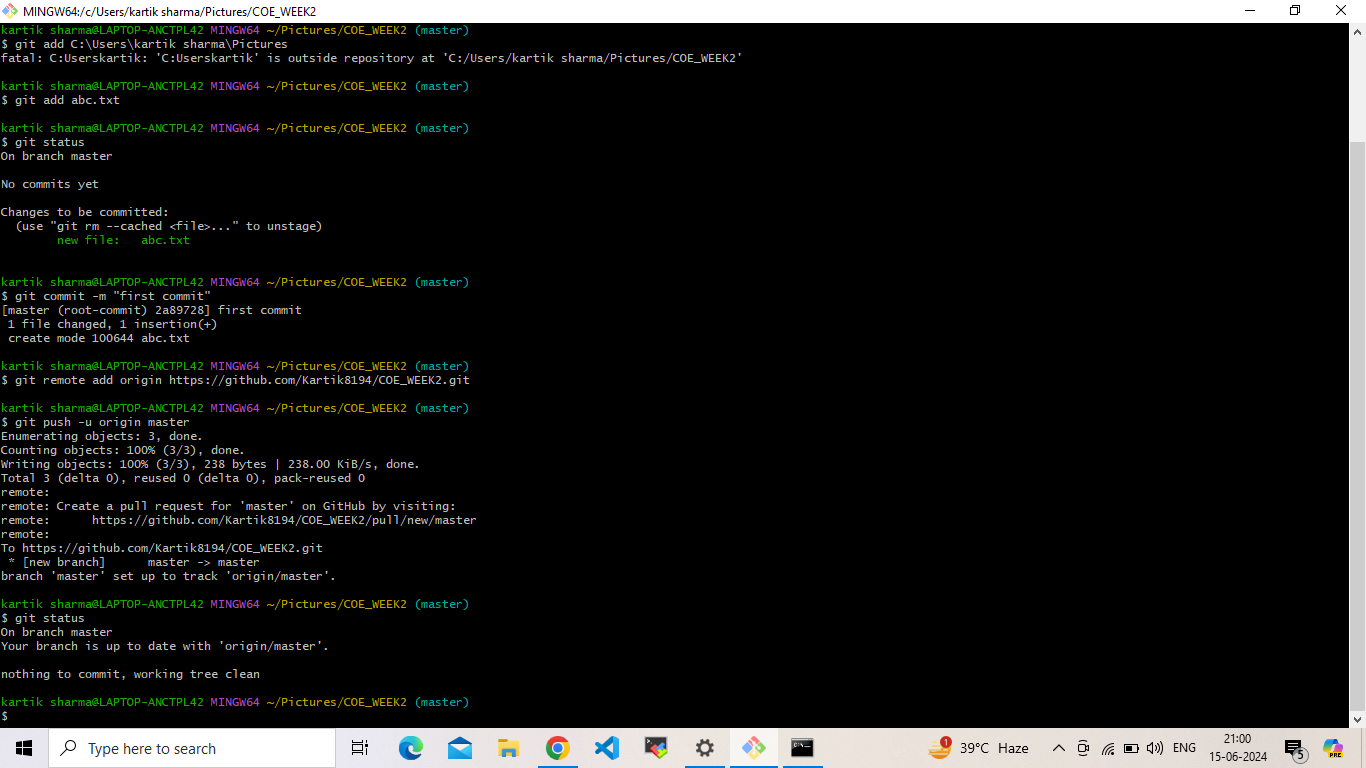 MINGW64:/c/Users/kartik sharma/Pictures/COE_WEEK2
kartik sharma@LAPTOP-ANCTPL42 MINGW64 ~/Pictures/COE_WEEK2 (master)
$ git add C:\Users\kartik sharma\Pictures
fatal: C:Userskartik: 'C:Userskartik' is outside repository at 'C:/Users/kartik sharma/Pictures/COE_WEEK2'
kartik sharma@LAPTOP-ANCTPL42 MINGW64 ~/Pictures/COE_WEEK2 (master)
$ git add abc.txt
kartik sharma@LAPTOP-ANCTPL42 MINGW64 ~/Pictures/COE_WEEK2 (master)
$ git status
On branch master
No commits yet
Changes to be committed:
  (use "git rm --cached <file>..." to unstage)
        new file:   abc.txt
kartik sharma@LAPTOP-ANCTPL42 MINGW64 ~/Pictures/COE_WEEK2 (master)
$ git commit -m "first commit"
[master (root-commit) 2a89728] first commit
 1 file changed, 1 insertion(+)
 create mode 100644 abc.txt
kartik sharma@LAPTOP-ANCTPL42 MINGW64 ~/Pictures/COE_WEEK2 (master)
$ git remote add origin https://github.com/Kartik8194/COE_WEEK2.git
kartik sharma@LAPTOP-ANCTPL42 MINGW64 ~/Pictures/COE_WEEK2 (master)
$ git push -u origin master
Enumerating objects: 3, done.
Counting objects: 100% (3/3), done.
Writing objects: 100% (3/3), 238 bytes | 238.00 KiB/s, done.
Total 3 (delta 0), reused 0 (delta 0), pack-reused 0
remote:
remote: Create a pull request for 'master' on GitHub by visiting:
remote:      https://github.com/Kartik8194/COE_WEEK2/pull/new/master
remote:
To https://github.com/Kartik8194/COE_WEEK2.git
 * [new branch]      master -> master
branch 'master' set up to track 'origin/master'.
kartik sharma@LAPTOP-ANCTPL42 MINGW64 ~/Pictures/COE_WEEK2 (master)
$ git status
On branch master
Your branch is up to date with 'origin/master'.
nothing to commit, working tree clean
kartik sharma@LAPTOP-ANCTPL42 MINGW64 ~/Pictures/COE_WEEK2 (master)
$
Type here to search
1
39°C Haze
ENG
21:00
15-06-2024
5
PRE